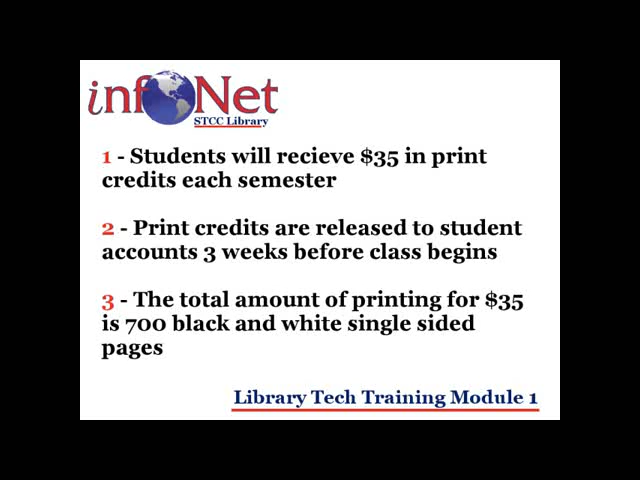 infoNet
STCC Library
1 - Students will recieve $35 in print
credits each semester
2 - Print credits are released to student
accounts 3 weeks before class begins
3 - The total amount of printing for $35
is 700 black and white single sided
pages
Library Tech Training Module 1